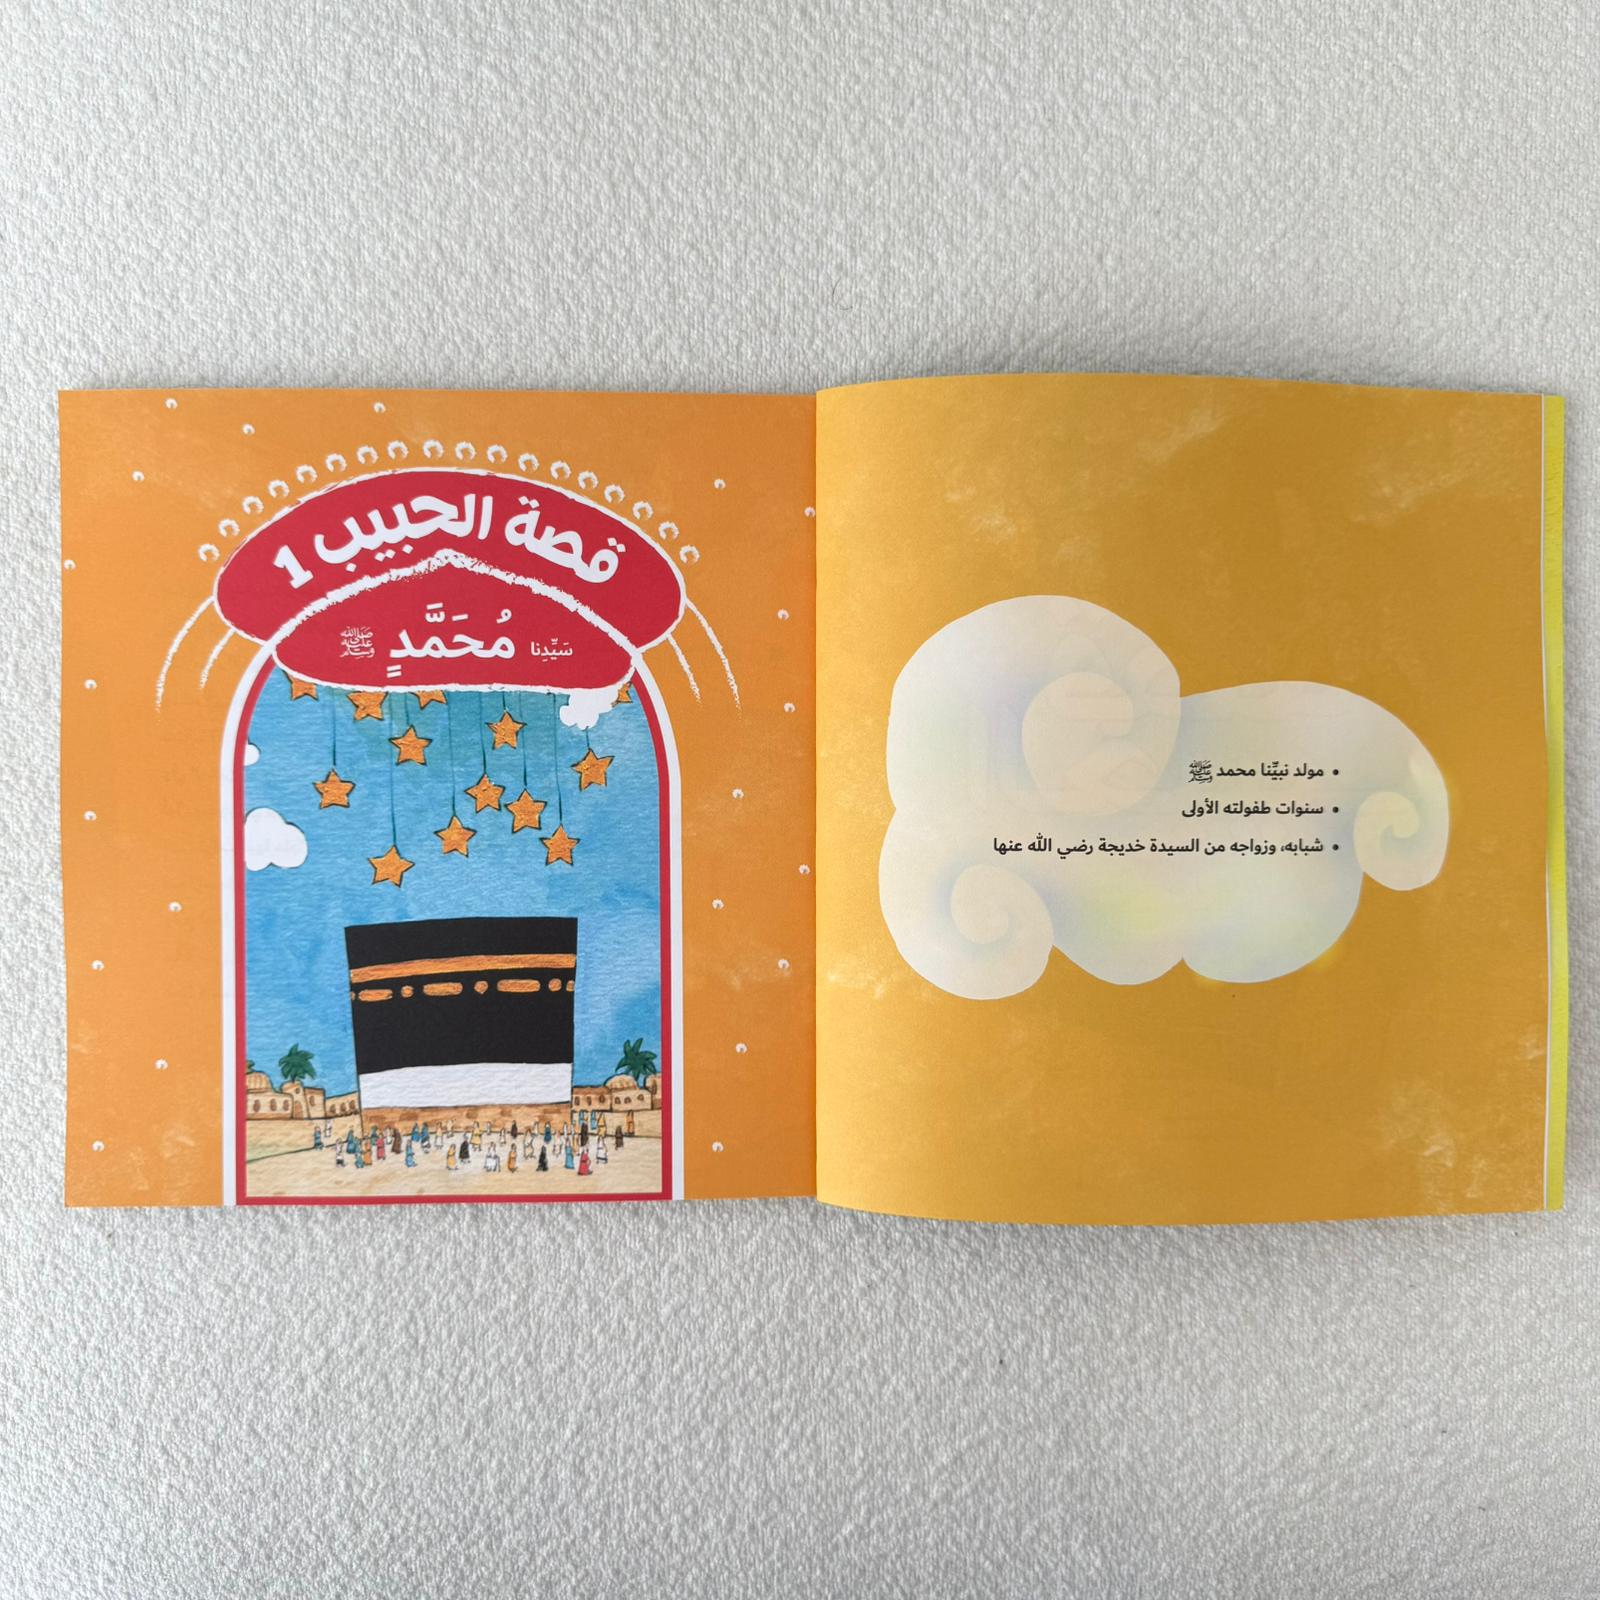 قصة الحبيب 1
سَيِّدِنا مُحَمَّدٍ ﷺ
• مولد نبيِّنا محمد ﷺ
• سنوات طفولته الأولى
• شبابه، وزواجه من السيدة خديجة رضي الله عنها